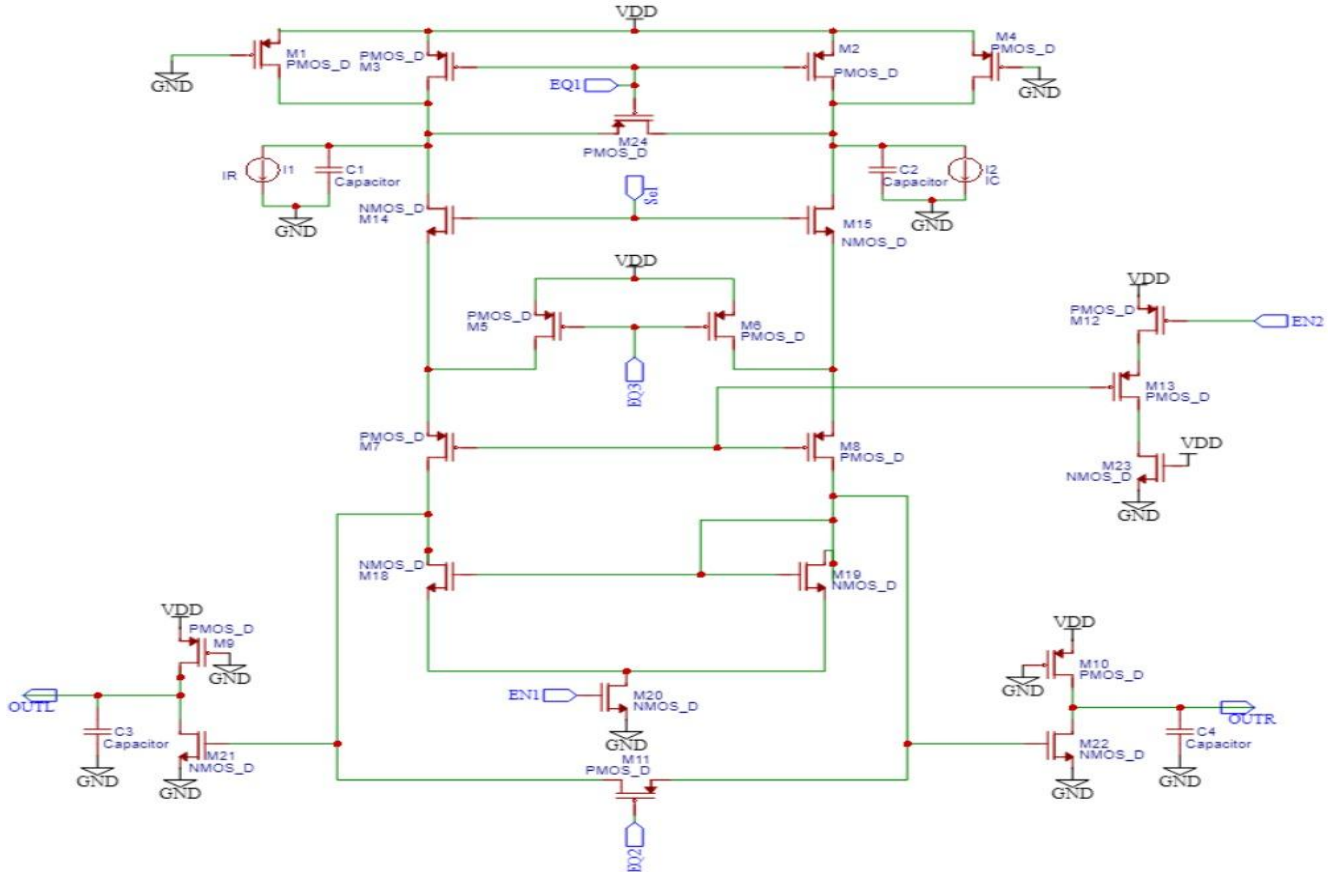 VDD
M1
PMOS_D
PMOS_D
M3
M2
PMOS_D
M4
PMOS_D
GND
GND
EQ1
M24
PMOS_D
IR
I1
C1
Capacitor
GND
C2
Capacitor
I2
IC
GND
Sel
NMOS_D
M14
M15
NMOS_D
VDD
PMOS_D
M5
M6
PMOS_D
EQ3
VDD
PMOS_D
M12
EN2
M13
PMOS_D
PMOS_D
M7
M8
PMOS_D
VDD
M23
NMOS_D
GND
NMOS_D
M18
M19
NMOS_D
VDD
PMOS_D
M9
GND
OUTL
C3
Capacitor
GND
M21
NMOS_D
GND
EN1
M20
NMOS_D
GND
M11
PMOS_D
EQ2
VDD
M10
PMOS_D
GND
OUTR
C4
Capacitor
GND
M22
NMOS_D
GND